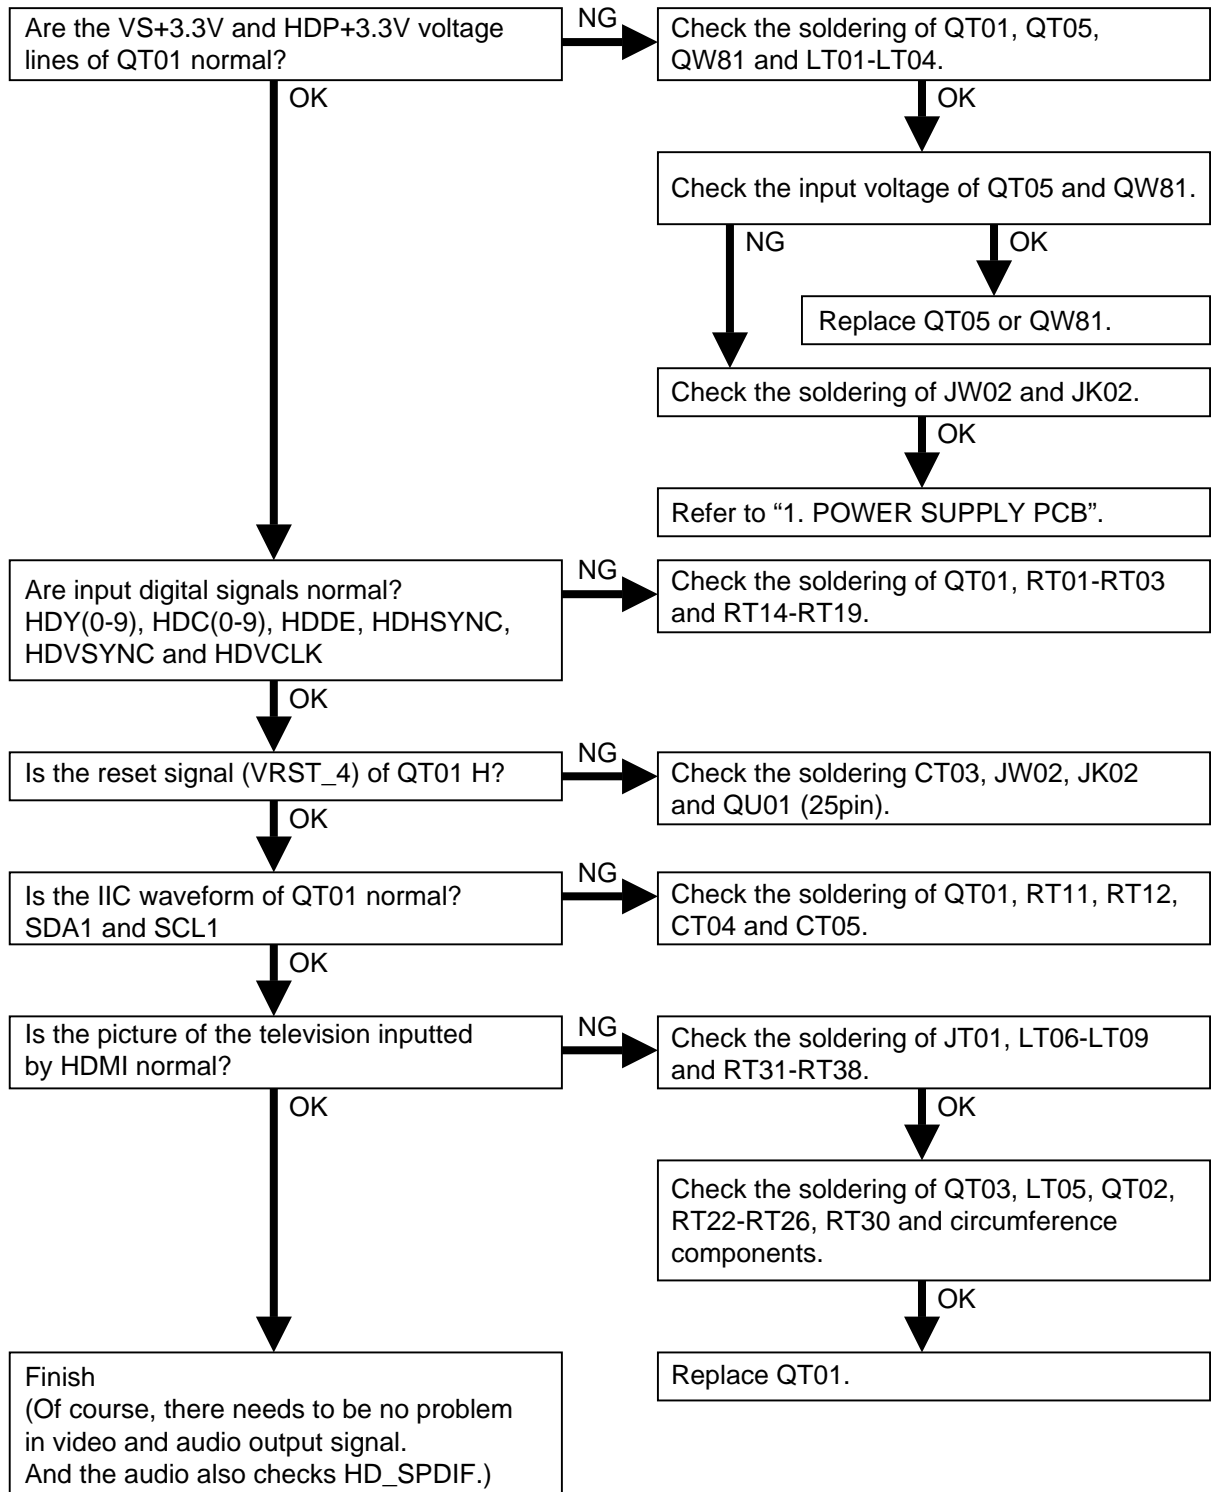 Are the VS+3.3V and HDP+3.3V voltage
lines of QT01 normal?
NG
Check the soldering of QT01, QT05,
QW81 and LT01-LT04.
OK
OK
Check the input voltage of QT05 and QW81.
NG
OK
Replace QT05 or QW81.
Check the soldering of JW02 and JK02.
OK
Refer to “1. POWER SUPPLY PCB”.
Are input digital signals normal?
HDY(0-9), HDC(0-9), HDDE, HDHSYNC,
HDVSYNC and HDVCLK
NG
Check the soldering of QT01, RT01-RT03
and RT14-RT19.
OK
Is the reset signal (VRST_4) of QT01 H?
NG
Check the soldering CT03, JW02, JK02
and QU01 (25pin).
OK
Is the IIC waveform of QT01 normal?
SDA1 and SCL1
NG
Check the soldering of QT01, RT11, RT12,
CT04 and CT05.
OK
Is the picture of the television inputted
by HDMI normal?
NG
Check the soldering of JT01, LT06-LT09
and RT31-RT38.
OK
OK
Check the soldering of QT03, LT05, QT02,
RT22-RT26, RT30 and circumference
components.
OK
Replace QT01.
Finish
(Of course, there needs to be no problem
in video and audio output signal.
And the audio also checks HD_SPDIF.)